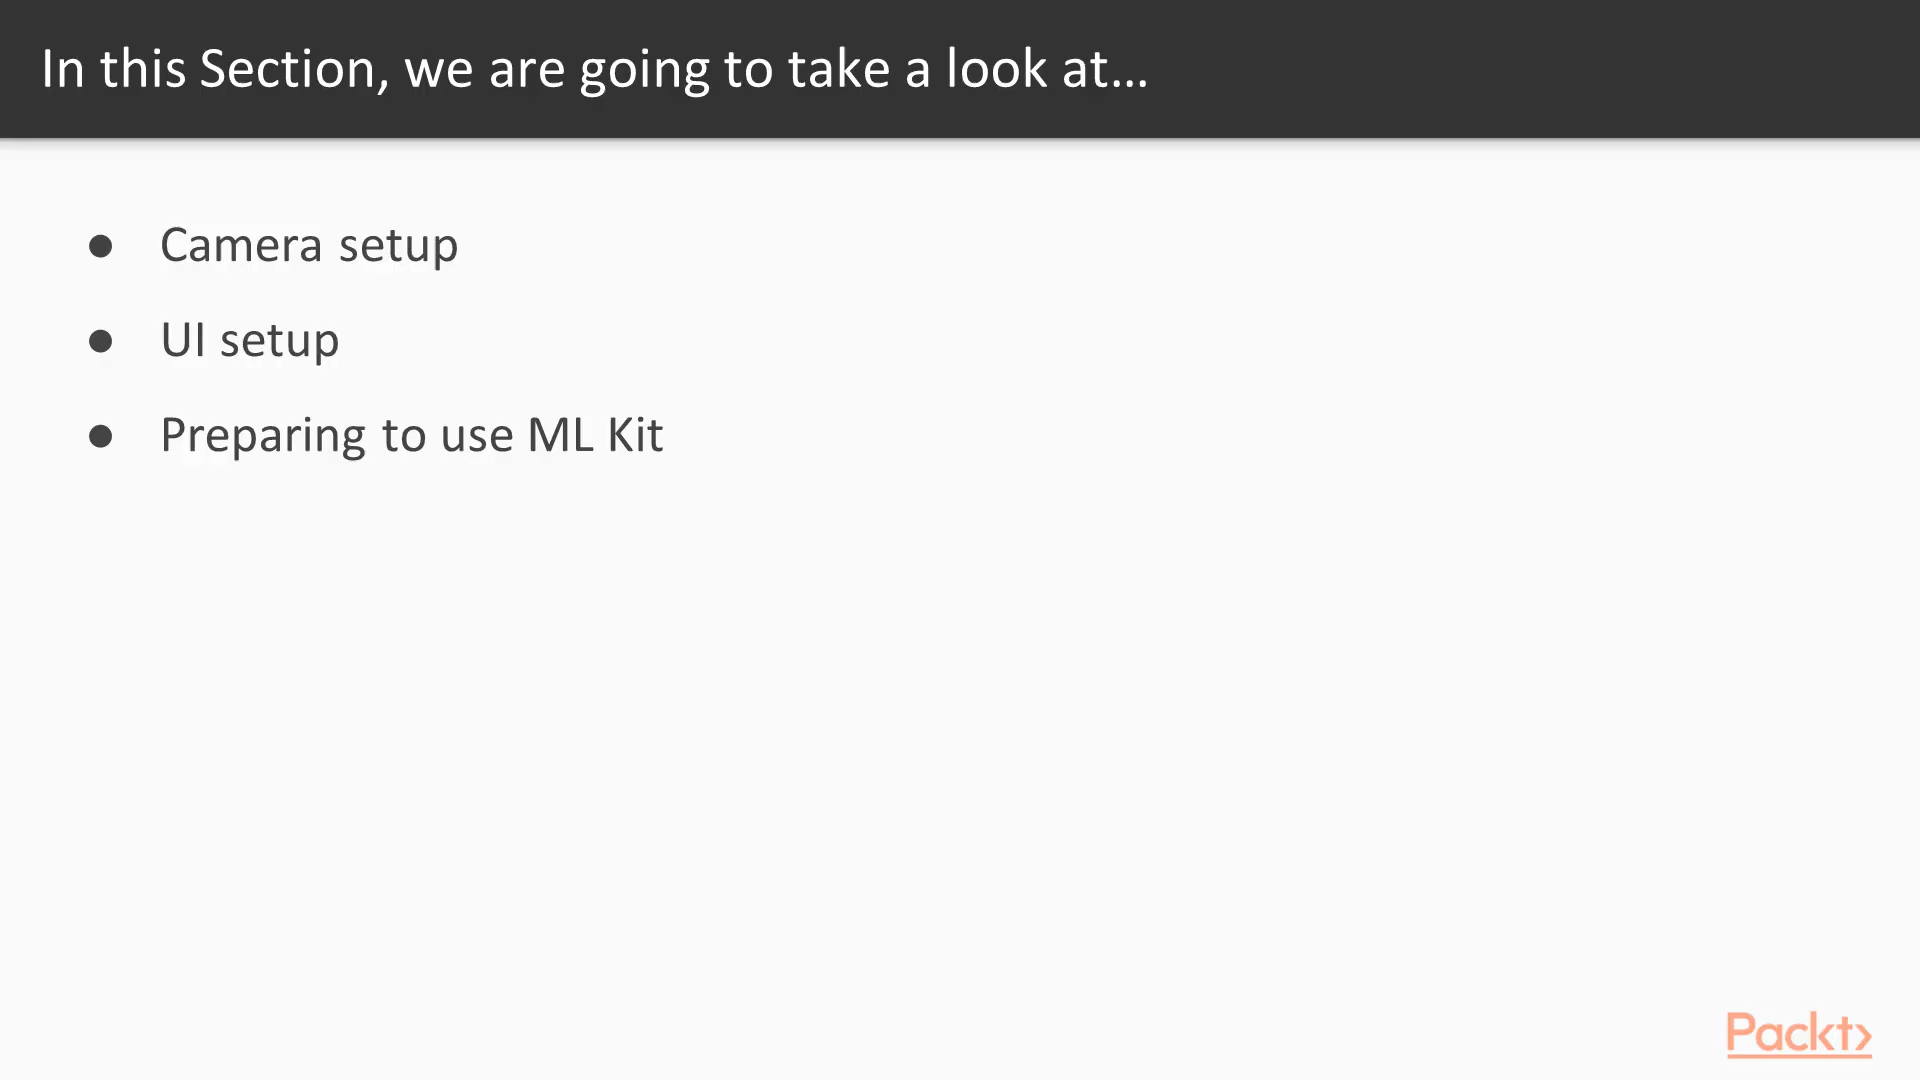 In this Section, we are going to take a look at...
● Camera setup
● UI setup
● Preparing to use ML Kit
Packt>